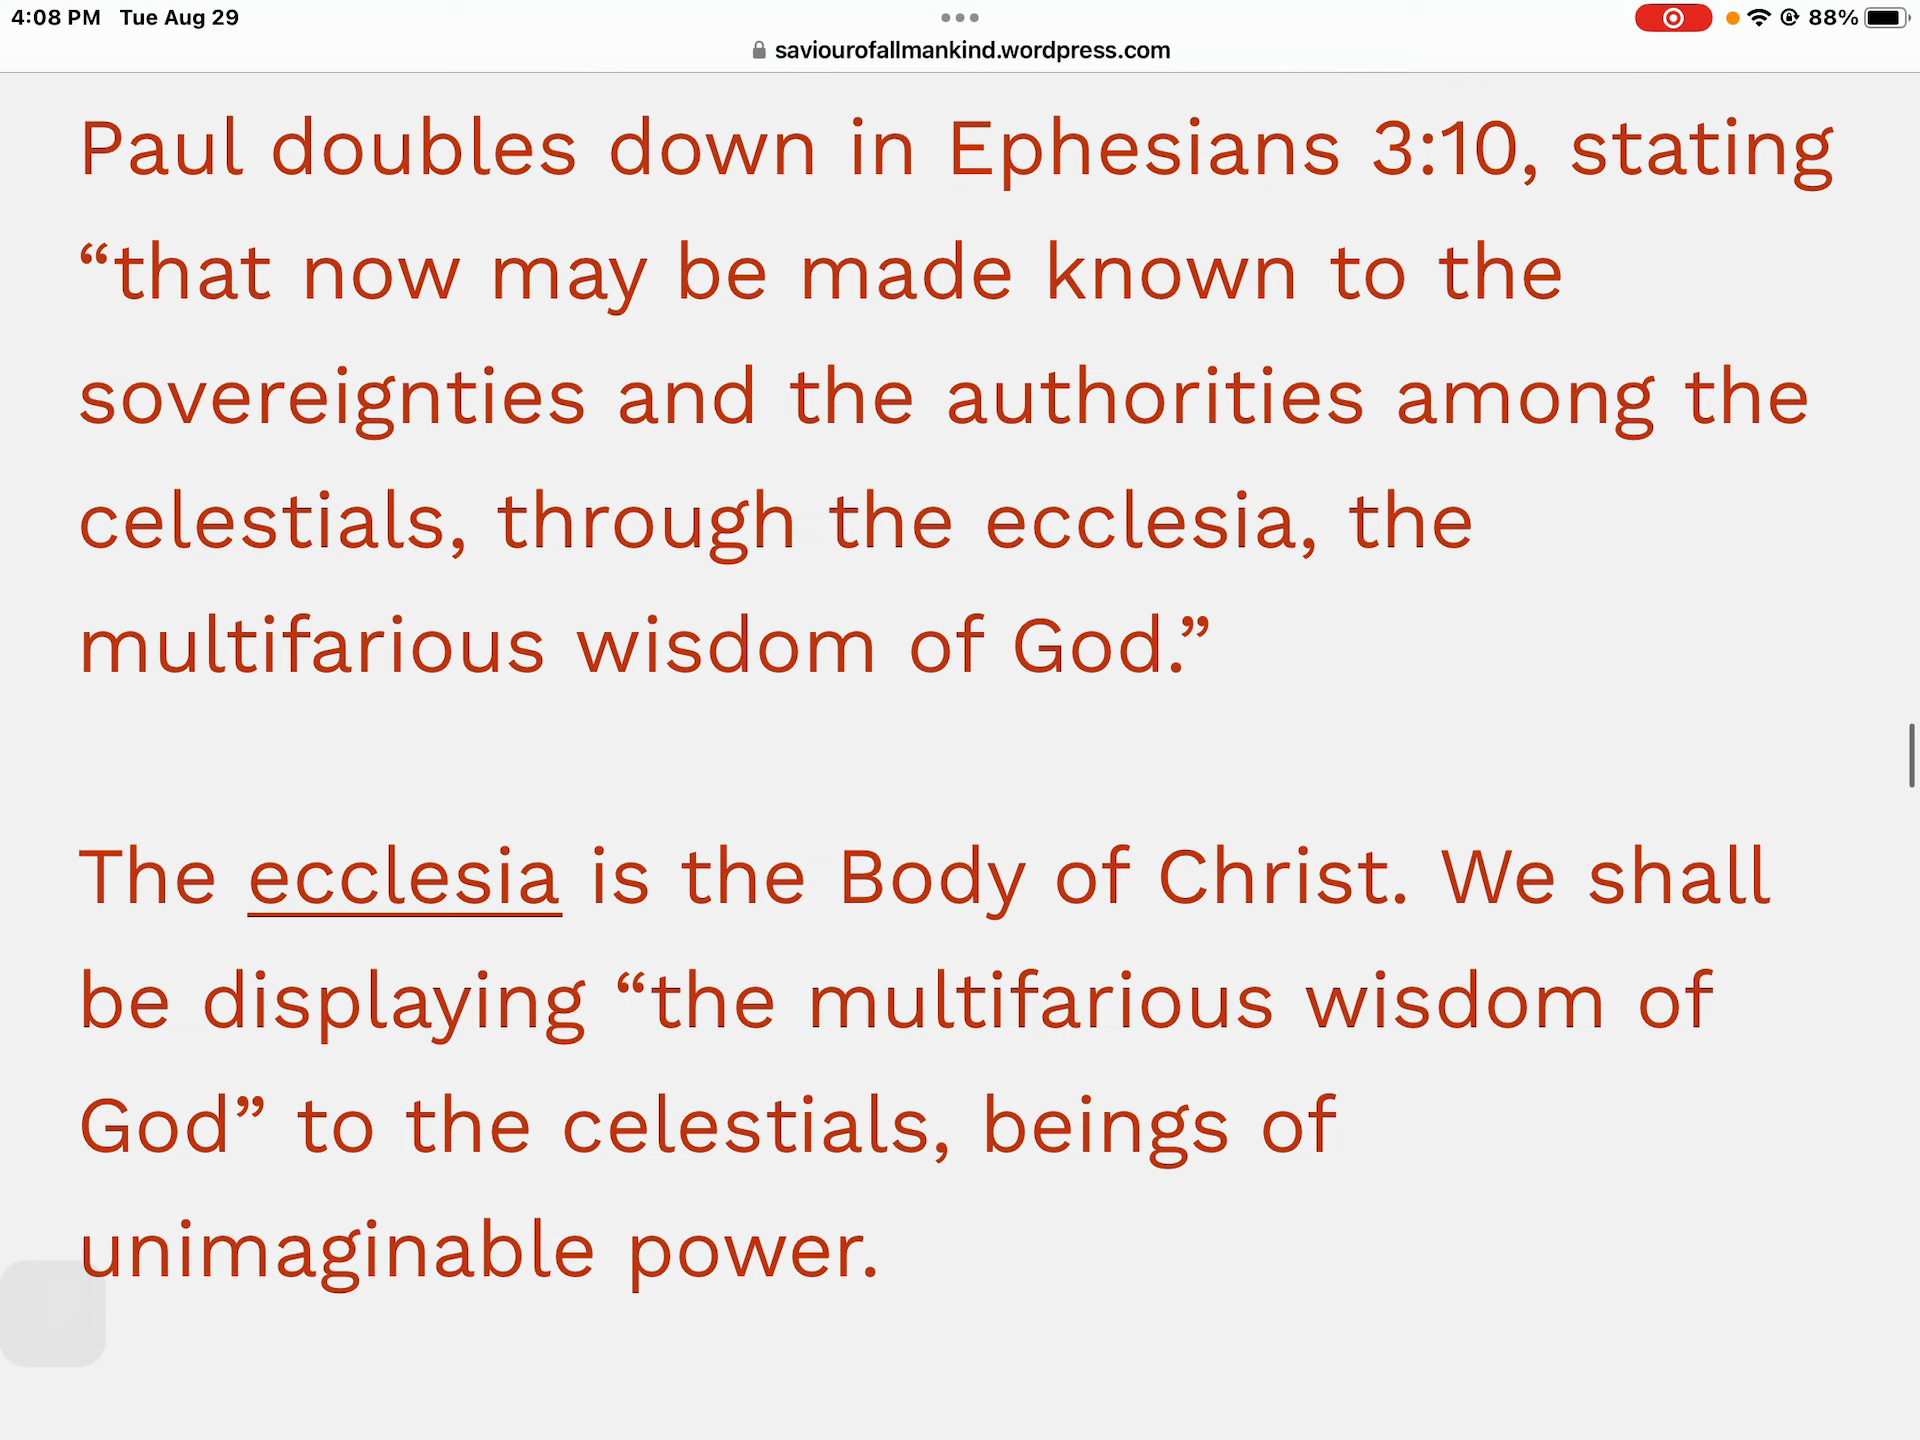 4:08 PM Tue Aug 29
88%
saviourofallmankind.wordpress.com
Paul doubles down in Ephesians 3:10, stating
“that now may be made known to the
sovereignties and the authorities among the
celestials, through the ecclesia, the
multifarious wisdom of God.”
The ecclesia is the Body of Christ. We shall
be displaying “the multifarious wisdom of
God” to the celestials, beings of
unimaginable power.